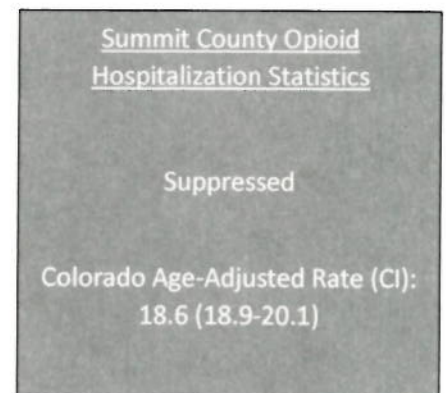 Summit County Opioid
Hospitalization Statistics
Suppressed
Colorado Age-Adjusted Rate (CI):
18.6 (18.9-20.1)